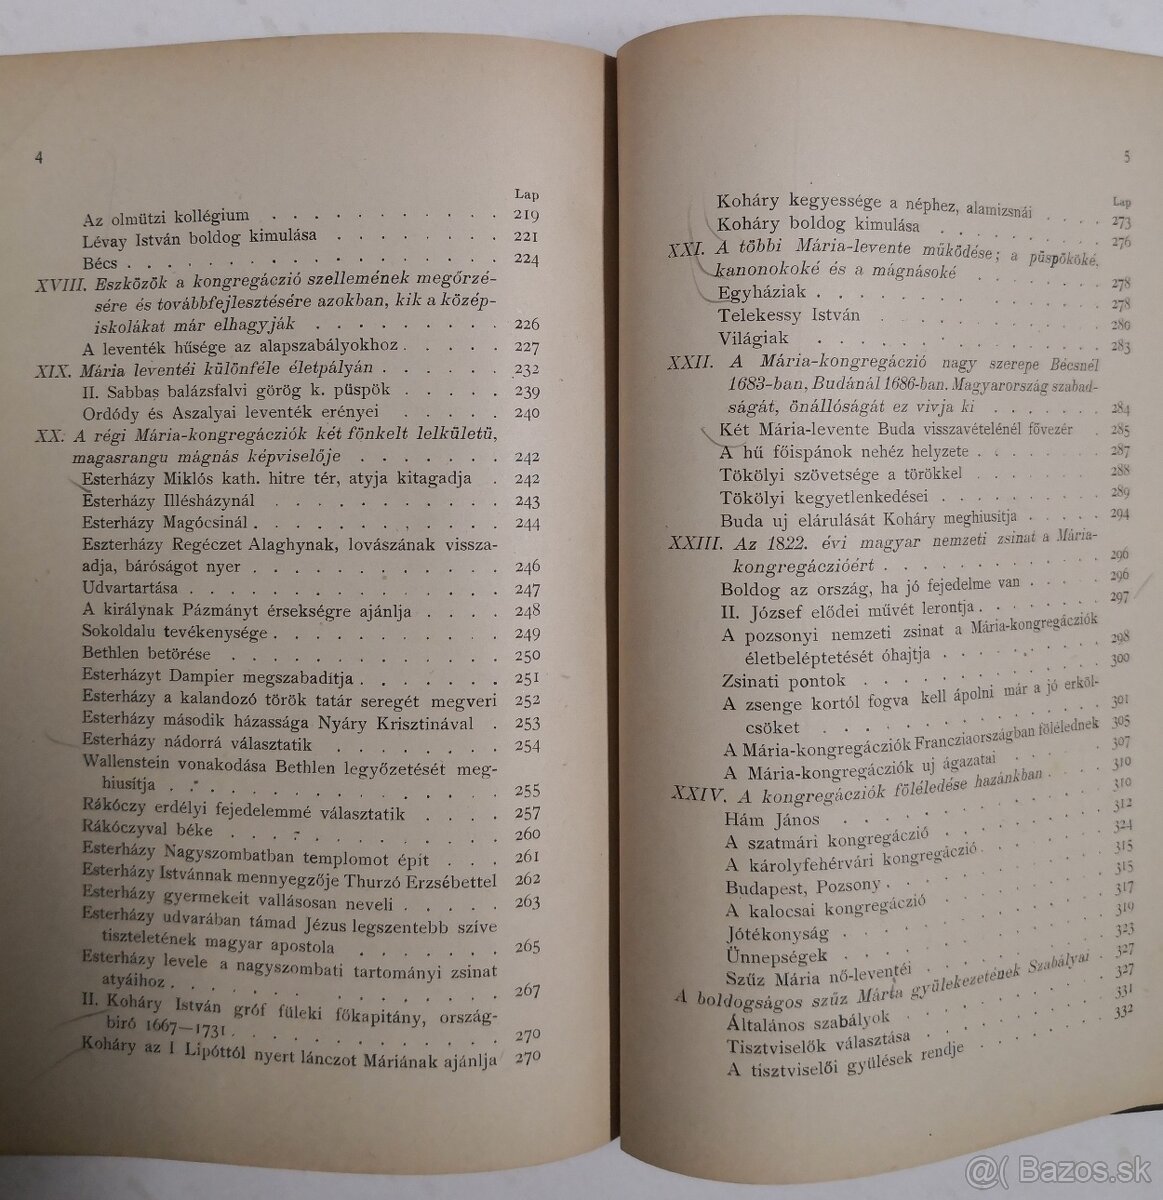 4
Lap
Az olmützi kollégium . . . . . . . . . . . 219
Lévay István boldog kimulása . . . . . . . . 221
Bécs . . . . . . . . . . . . . . . . . 224
XVIII. Eszközök a kongregáczió szellemének megőrzé-
sére és továbbfejlesztésére azokban, kik a közép-
iskolákat már elhagyják . . . . . . . . . 226
A leventék hűsége az alapszabályokhoz . . . . . 227
XIX. Mária leventéi különféle életpályán . . . . . . 232
II. Sabbas balázsfalvi görög k. püspök . . . . . 239
Ordódy és Aszalyai leventék erényei . . . . . . 240
XX. A régi Mária-kongregácziók két fönkelt lelkületü,
magasrangu mágnás képviselője . . . . . . . 242
Esterházy Miklós kath. hitre tér, atyja kitagadja . 242
Esterházy Illésházynál . . . . . . . . . . 243
Esterházy Magócsinál . . . . . . . . . . . 244
Eszterházy Regéczet Alaghynak, lovászának vissza-
adja, báróságot nyer . . . . . . . . . . . 246
Udvartartása . . . . . . . . . . . . . . 247
A királynak Pázmányt érsekségre ajánlja . . . . 248
Sokoldalu tevékenysége . . . . . . . . . . 249
Bethlen betörése . . . . . . . . . . . . 250
Esterházyt Dampier megszabadítja . . . . . . . 251
Esterházy a kalandozó török tatár seregét megveri 252
Esterházy második házassága Nyáry Krisztinával . 253
Esterházy nádorrá választatik . . . . . . . . 254
Wallenstein vonakodása Bethlen legyőzetését meg-
hiusítja . . . . . . . . . . . . . . . 255
Rákóczy erdélyi fejedelemmé választatik . . . . 257
Rákóczyval béke . . . . . . . . . . . . 260
Esterházy Nagyszombatban templomot épít . . . 261
Esterházy Istvánnak mennyegzője Thurzó Erzsébettel 262
Esterházy gyermekeit vallásosan neveli . . . . . 263
Esterházy udvarában támad Jézus legszentebb szíve
tiszteletének magyar apostola . . . . . . . 265
Esterházy levele a nagyszombati tartományi zsinat
atyáihoz . . . . . . . . . . . . . . . 267
II. Koháry István gróf füleki főkapitány, ország-
biró 1667—1731 . . . . . . . . . . . . 270
Koháry az I Lipóttól nyert lánczot Máriának ajánlja 270
5
Lap
Koháry kegyessége a néphez, alamizsnái . . . . 273
Koháry boldog kimulása . . . . . . . . . . 276
XXI. A többi Mária-levente működése; a püspököké,
kanonokoké és a mágnásoké . . . . . . . . 278
Egyháziak . . . . . . . . . . . . . . . 278
Telekessy István . . . . . . . . . . . . 280
Világiak . . . . . . . . . . . . . . . 283
XXII. A Mária-kongregáczió nagy szerepe Bécsnél
1683-ban, Budánál 1686-ban. Magyarország szabad-
ságát, önállóságát ez vivja ki . . . . . . . 284
Két Mária-levente Buda visszavételénél fővezér . 285
A hű főispánok nehéz helyzete . . . . . . . . 287
Tökölyi szövetsége a törökkel . . . . . . . . 288
Tökölyi kegyetlenkedései . . . . . . . . . 289
Buda uj elárulását Koháry meghiusítja . . . . . 294
XXIII. Az 1822. évi magyar nemzeti zsinat a Mária-
kongregáczióért . . . . . . . . . . . . 296
Boldog az ország, ha jó fejedelme van . . . . . 296
II. József elődei művét lerontja . . . . . . . . 297
A pozsonyi nemzeti zsinat a Mária-kongregácziók
életbeléptetését óhajtja . . . . . . . . . 298
Zsinati pontok . . . . . . . . . . . . . 300
A zsenge kortól fogva kell ápolni már a jó erköl-
csöket . . . . . . . . . . . . . . . 301
A Mária-kongregácziók Francziaországban fölélednek 305
A Mária-kongregácziók uj ágazatai . . . . . . 307
XXIV. A kongregácziók föléledése hazánkban . . . . 310
Hám János . . . . . . . . . . . . . . 310
A szatmári kongregáczió . . . . . . . . . . 312
A károlyfehérvári kongregáczió . . . . . . . . 324
Budapest, Pozsony . . . . . . . . . . . . 315
A kalocsai kongregáczió . . . . . . . . . . 315
Jótékonyság . . . . . . . . . . . . . . 317
Ünnepségek . . . . . . . . . . . . . . 319
Szűz Mária nő-leventéi . . . . . . . . . . 323
A boldogságos szűz Mária gyülekezetének Szabályai . 327
Általános szabályok . . . . . . . . . . . 327
Tisztviselők választása . . . . . . . . . . 331
A tisztviselői gyülések rendje . . . . . . . . 332
@( Bazos.sk